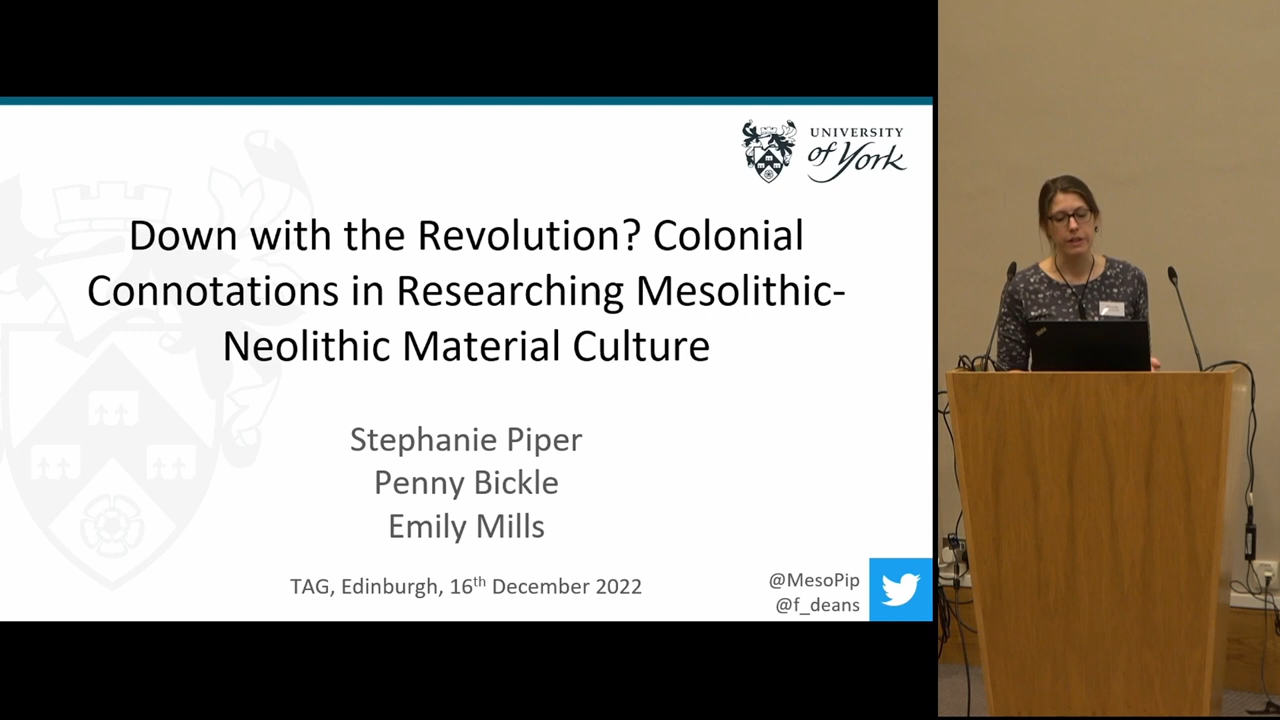 UNIVERSITY
of York
Down with the Revolution? Colonial
Connotations in Researching Mesolithic-
Neolithic Material Culture
Stephanie Piper
Penny Bickle
Emily Mills
TAG, Edinburgh, 16th December 2022
@MesoPip
@f_deans